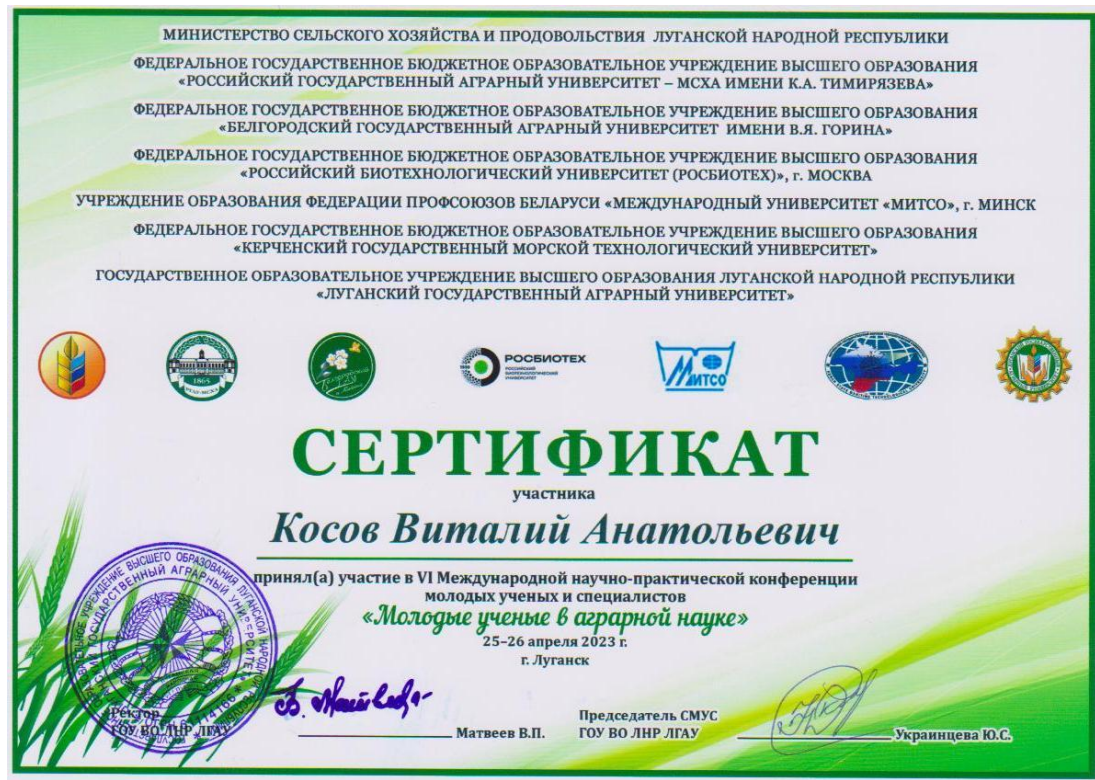 МИНИСТЕРСТВО СЕЛЬСКОГО ХОЗЯЙСТВА И ПРОДОВОЛЬСТВИЯ ЛУГАНСКОЙ НАРОДНОЙ РЕСПУБЛИКИ
ФЕДЕРАЛЬНОЕ ГОСУДАРСТВЕННОЕ БЮДЖЕТНОЕ ОБРАЗОВАТЕЛЬНОЕ УЧРЕЖДЕНИЕ ВЫСШЕГО ОБРАЗОВАНИЯ
«РОССИЙСКИЙ ГОСУДАРСТВЕННЫЙ АГРАРНЫЙ УНИВЕРСИТЕТ – МСХА ИМЕНИ К.А. ТИМИРЯЗЕВА»
ФЕДЕРАЛЬНОЕ ГОСУДАРСТВЕННОЕ БЮДЖЕТНОЕ ОБРАЗОВАТЕЛЬНОЕ УЧРЕЖДЕНИЕ ВЫСШЕГО ОБРАЗОВАНИЯ
«БЕЛГОРОДСКИЙ ГОСУДАРСТВЕННЫЙ АГРАРНЫЙ УНИВЕРСИТЕТ ИМЕНИ В.Я. ГОРИНА»
ФЕДЕРАЛЬНОЕ ГОСУДАРСТВЕННОЕ БЮДЖЕТНОЕ ОБРАЗОВАТЕЛЬНОЕ УЧРЕЖДЕНИЕ ВЫСШЕГО ОБРАЗОВАНИЯ
«РОССИЙСКИЙ БИОТЕХНОЛОГИЧЕСКИЙ УНИВЕРСИТЕТ (РОСБИОТЕХ)», г. МОСКВА
УЧРЕЖДЕНИЕ ОБРАЗОВАНИЯ ФЕДЕРАЦИИ ПРОФСОЮЗОВ БЕЛАРУСИ «МЕЖДУНАРОДНЫЙ УНИВЕРСИТЕТ «МИТСО», г. МИНСК
ФЕДЕРАЛЬНОЕ ГОСУДАРСТВЕННОЕ БЮДЖЕТНОЕ ОБРАЗОВАТЕЛЬНОЕ УЧРЕЖДЕНИЕ ВЫСШЕГО ОБРАЗОВАНИЯ
«КЕРЧЕНСКИЙ ГОСУДАРСТВЕННЫЙ МОРСКОЙ ТЕХНОЛОГИЧЕСКИЙ УНИВЕРСИТЕТ»
ГОСУДАРСТВЕННОЕ ОБРАЗОВАТЕЛЬНОЕ УЧРЕЖДЕНИЕ ВЫСШЕГО ОБРАЗОВАНИЯ ЛУГАНСКОЙ НАРОДНОЙ РЕСПУБЛИКИ
«ЛУГАНСКИЙ ГОСУДАРСТВЕННЫЙ АГРАРНЫЙ УНИВЕРСИТЕТ»
1865
РОСБИОТЕХ
РОССИЙСКИЙ
БИОТЕХНОЛОГИЧЕСКИЙ
УНИВЕРСИТЕТ
МИТСО
СЕРТИФИКАТ
участника
Косов Виталий Анатольевич
принял(а) участие в VI Международной научно-практической конференции
молодых ученых и специалистов
«Молодые ученые в аграрной науке»
25–26 апреля 2023 г.
г. Луганск
Ректор
ГОУ ВО ЛНР ЛГАУ
Матвеев В.П.
Председатель СМУС
ГОУ ВО ЛНР ЛГАУ
Украинцева Ю.С.